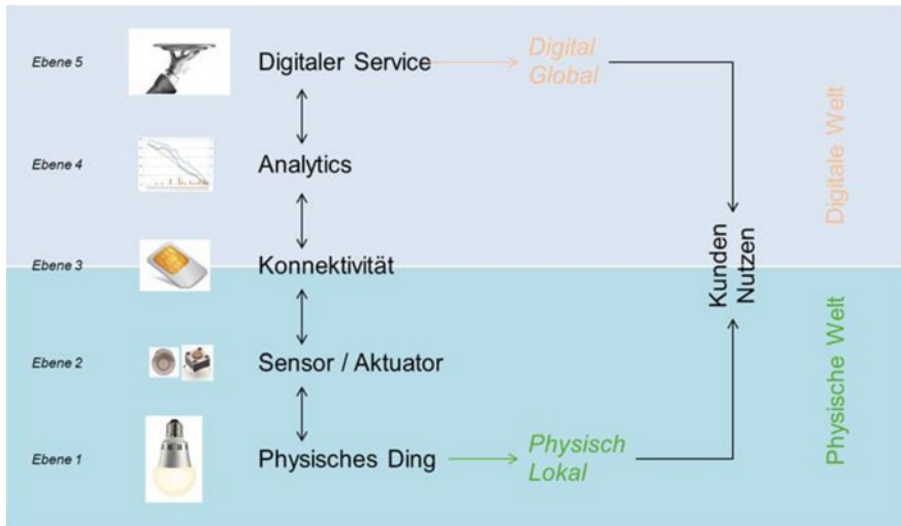 Ebene 5
Digitaler Service
Digital
Global
Ebene 4
Analytics
Ebene 3
Konnektivität
Ebene 2
Sensor / Aktuator
Ebene 1
Physisches Ding
Physisch
Lokal
Kunden
Nutzen
Digitale Welt
Physische Welt